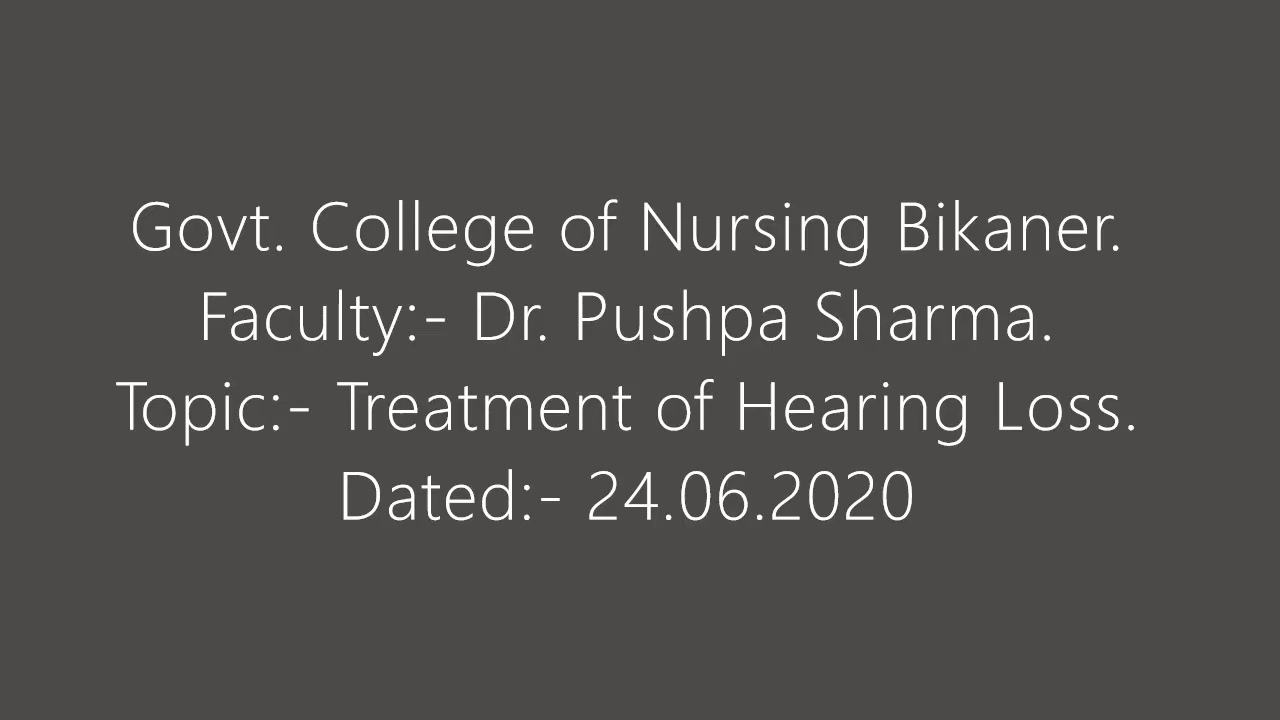 Govt. College of Nursing Bikaner.
Faculty:- Dr. Pushpa Sharma.
Topic:- Treatment of Hearing Loss.
Dated:- 24.06.2020